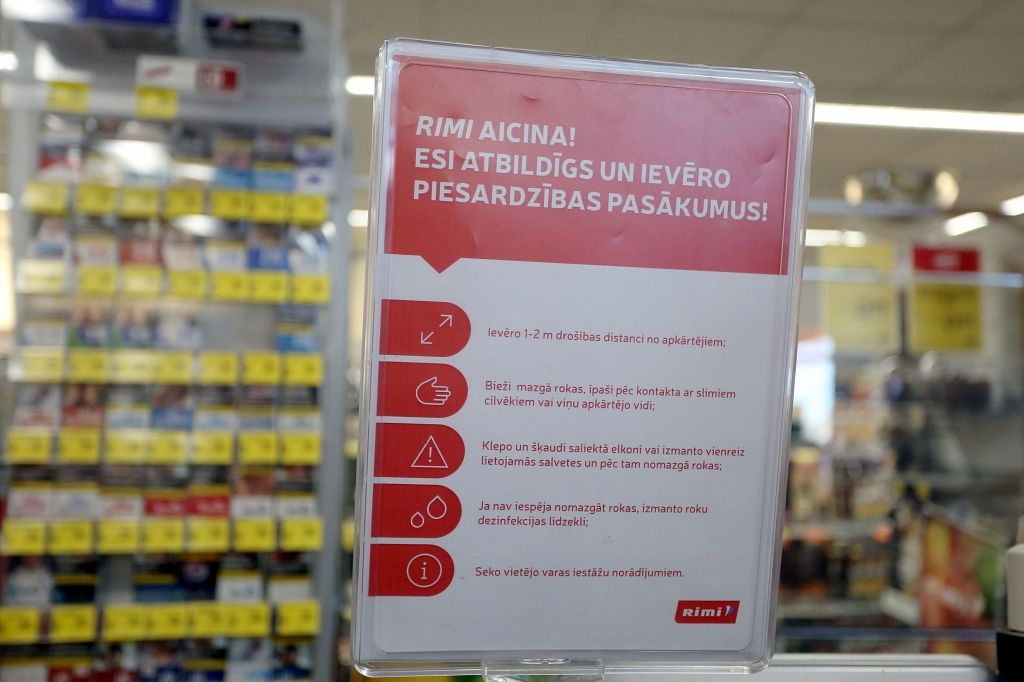 RIMI AICINA!
ESI ATBILDĪGS UN IEVĒRO
PIESARDZĪBAS PASĀKUMUS!
Ievēro 1-2 m drošības distanci no apkārtējiem;
Bieži mazgā rokas, īpaši pēc kontakta ar slimiem
cilvēkiem vai viņu apkārtējo vidi;
Klepo un šķaudi saliektā elkonī vai izmanto vienreiz
lietojamās salvetes un pēc tam nomazgā rokas;
Ja nav iespēja nomazgāt rokas, izmanto roku
dezinfekcijas līdzekli;
Seko vietējo varas iestāžu norādījumiem.
Rimi